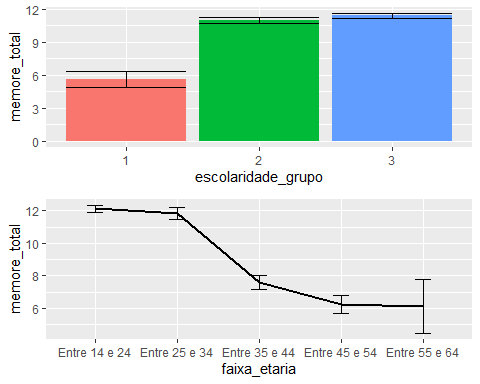 memore_total
12
9
6
3
0
1 2 3
escolaridade_grupo
memore_total
12
10
8
6
Entre 14 e 24 Entre 25 e 34 Entre 35 e 44 Entre 45 e 54 Entre 55 e 64
faixa_etaria